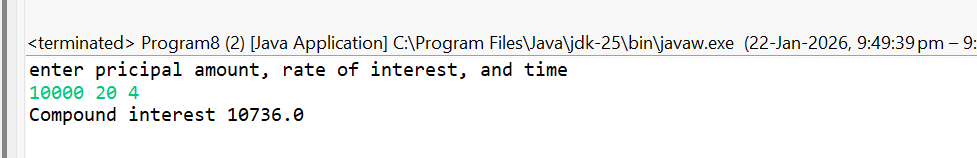 <terminated> Program8 (2) [Java Application] C:\Program Files\Java\jdk-25\bin\javaw.exe (22-Jan-2026, 9:49:39 pm – 9:
enter pricipal amount, rate of interest, and time
10000 20 4
Compound interest 10736.0